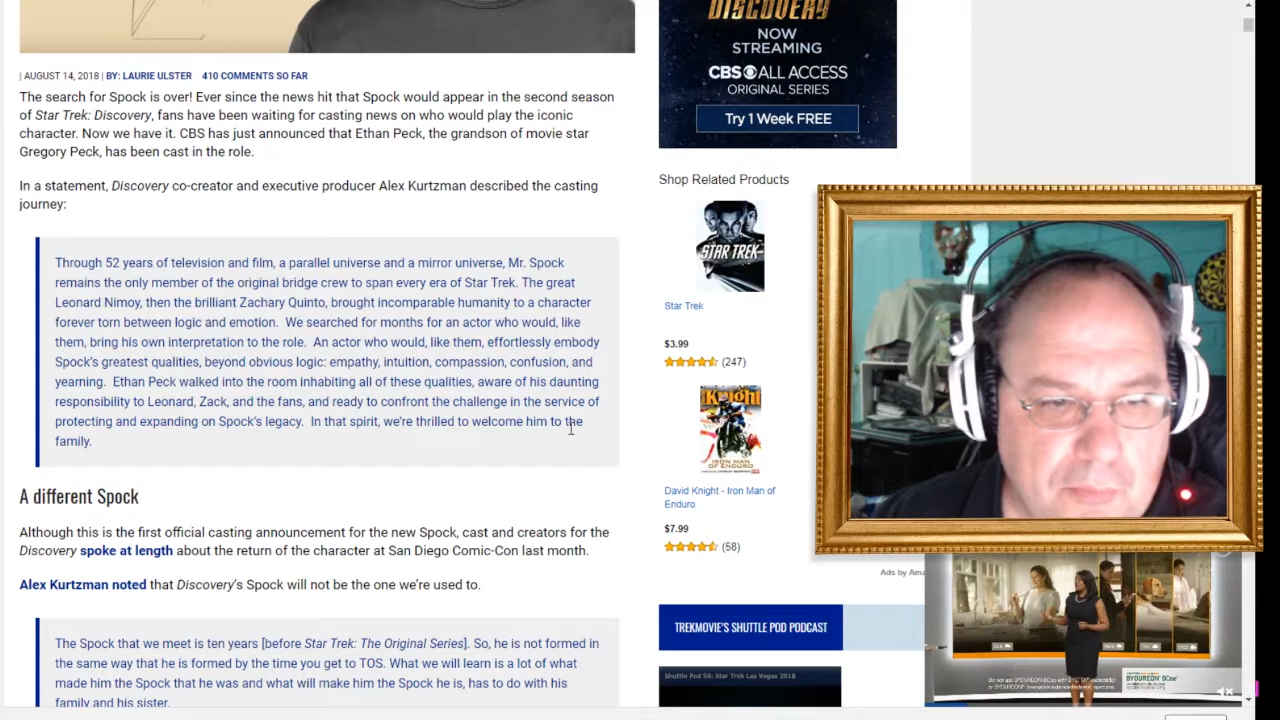 DISCOVERY
NOW
STREAMING
CBS ALL ACCESS
ORIGINAL SERIES
Try 1 Week FREE
| AUGUST 14, 2018 | BY: LAURIE ULSTER 410 COMMENTS SO FAR
The search for Spock is over! Ever since the news hit that Spock would appear in the second season
of Star Trek: Discovery, fans have been waiting for casting news on who would play the iconic
character. Now we have it. CBS has just announced that Ethan Peck, the grandson of movie star
Gregory Peck, has been cast in the role.
In a statement, Discovery co-creator and executive producer Alex Kurtzman described the casting
journey:
Through 52 years of television and film, a parallel universe and a mirror universe, Mr. Spock
remains the only member of the original bridge crew to span every era of Star Trek. The great
Leonard Nimoy, then the brilliant Zachary Quinto, brought incomparable humanity to a character
forever torn between logic and emotion. We searched for months for an actor who would, like
them, bring his own interpretation to the role. An actor who would, like them, effortlessly embody
Spock's greatest qualities, beyond obvious logic: empathy, intuition, compassion, confusion, and
yearning. Ethan Peck walked into the room inhabiting all of these qualities, aware of his daunting
responsibility to Leonard, Zack, and the fans, and ready to confront the challenge in the service of
protecting and expanding on Spock's legacy. In that spirit, we're thrilled to welcome him to the
family.
A different Spock
Although this is the first official casting announcement for the new Spock, cast and creators for the
Discovery spoke at length about the return of the character at San Diego Comic-Con last month.
Alex Kurtzman noted that Discovery's Spock will not be the one we're used to.
The Spock that we meet is ten years [before Star Trek: The Original Series]. So, he is not formed in
the same way that he is formed by the time you get to TOS. What we will learn is a lot of what
the Spock that he was and what will make him the Spock he is has to do with his
family and his sister.
Shop Related Products
STAR TREK
Star Trek
$3.99
(247)
Knight
IRON MAN
OF ENDURO
David Knight - Iron Man of
Enduro
$7.99
(58)
Ads by Ama
TREKMOVIE'S SHUTTLE POD PODCAST
Shuttle Pod 56: Star Trek Las Vegas 2018
BYDUREON BCise